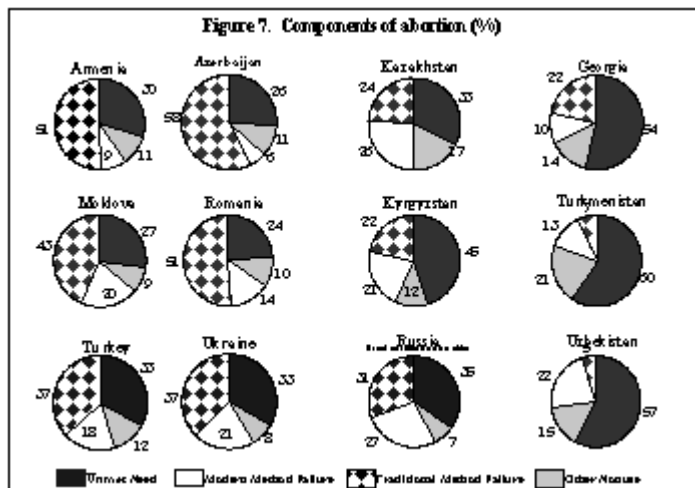 Figure 7. Components of abortion (%)
Armenia
Azerbaijan
Kazakhstan
Georgia
30
26
24
33
22
51
58
54
10
9
11
6
11
26
17
14
Moldova
Romania
Kyrgyzstan
Turkmenistan
43
27
24
22
45
13
51
20
9
10
14
21
12
21
60
Turkey
Ukraine
Russia
Uzbekistan
33
33
31
35
37
37
22
18
12
21
8
27
7
57
Unmet Need
Modern Method Failure
Traditional Method Failure
Other